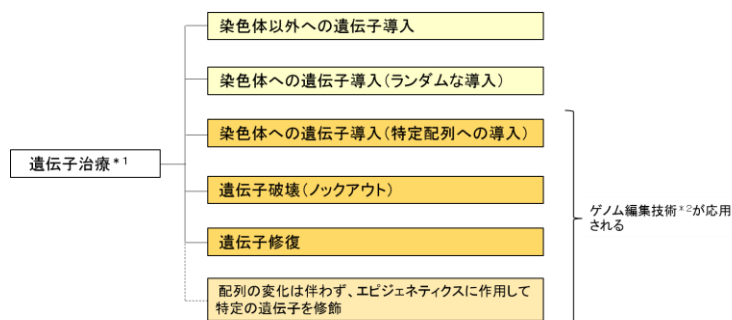 染色体以外への遺伝子導入
染色体への遺伝子導入(ランダムな導入)
染色体への遺伝子導入(特定配列への導入)
遺伝子治療*1
遺伝子破壊(ノックアウト)
ゲノム編集技術*2が応用
される
遺伝子修復
配列の変化は伴わず、エピジェネティクスに作用して
特定の遺伝子を修飾